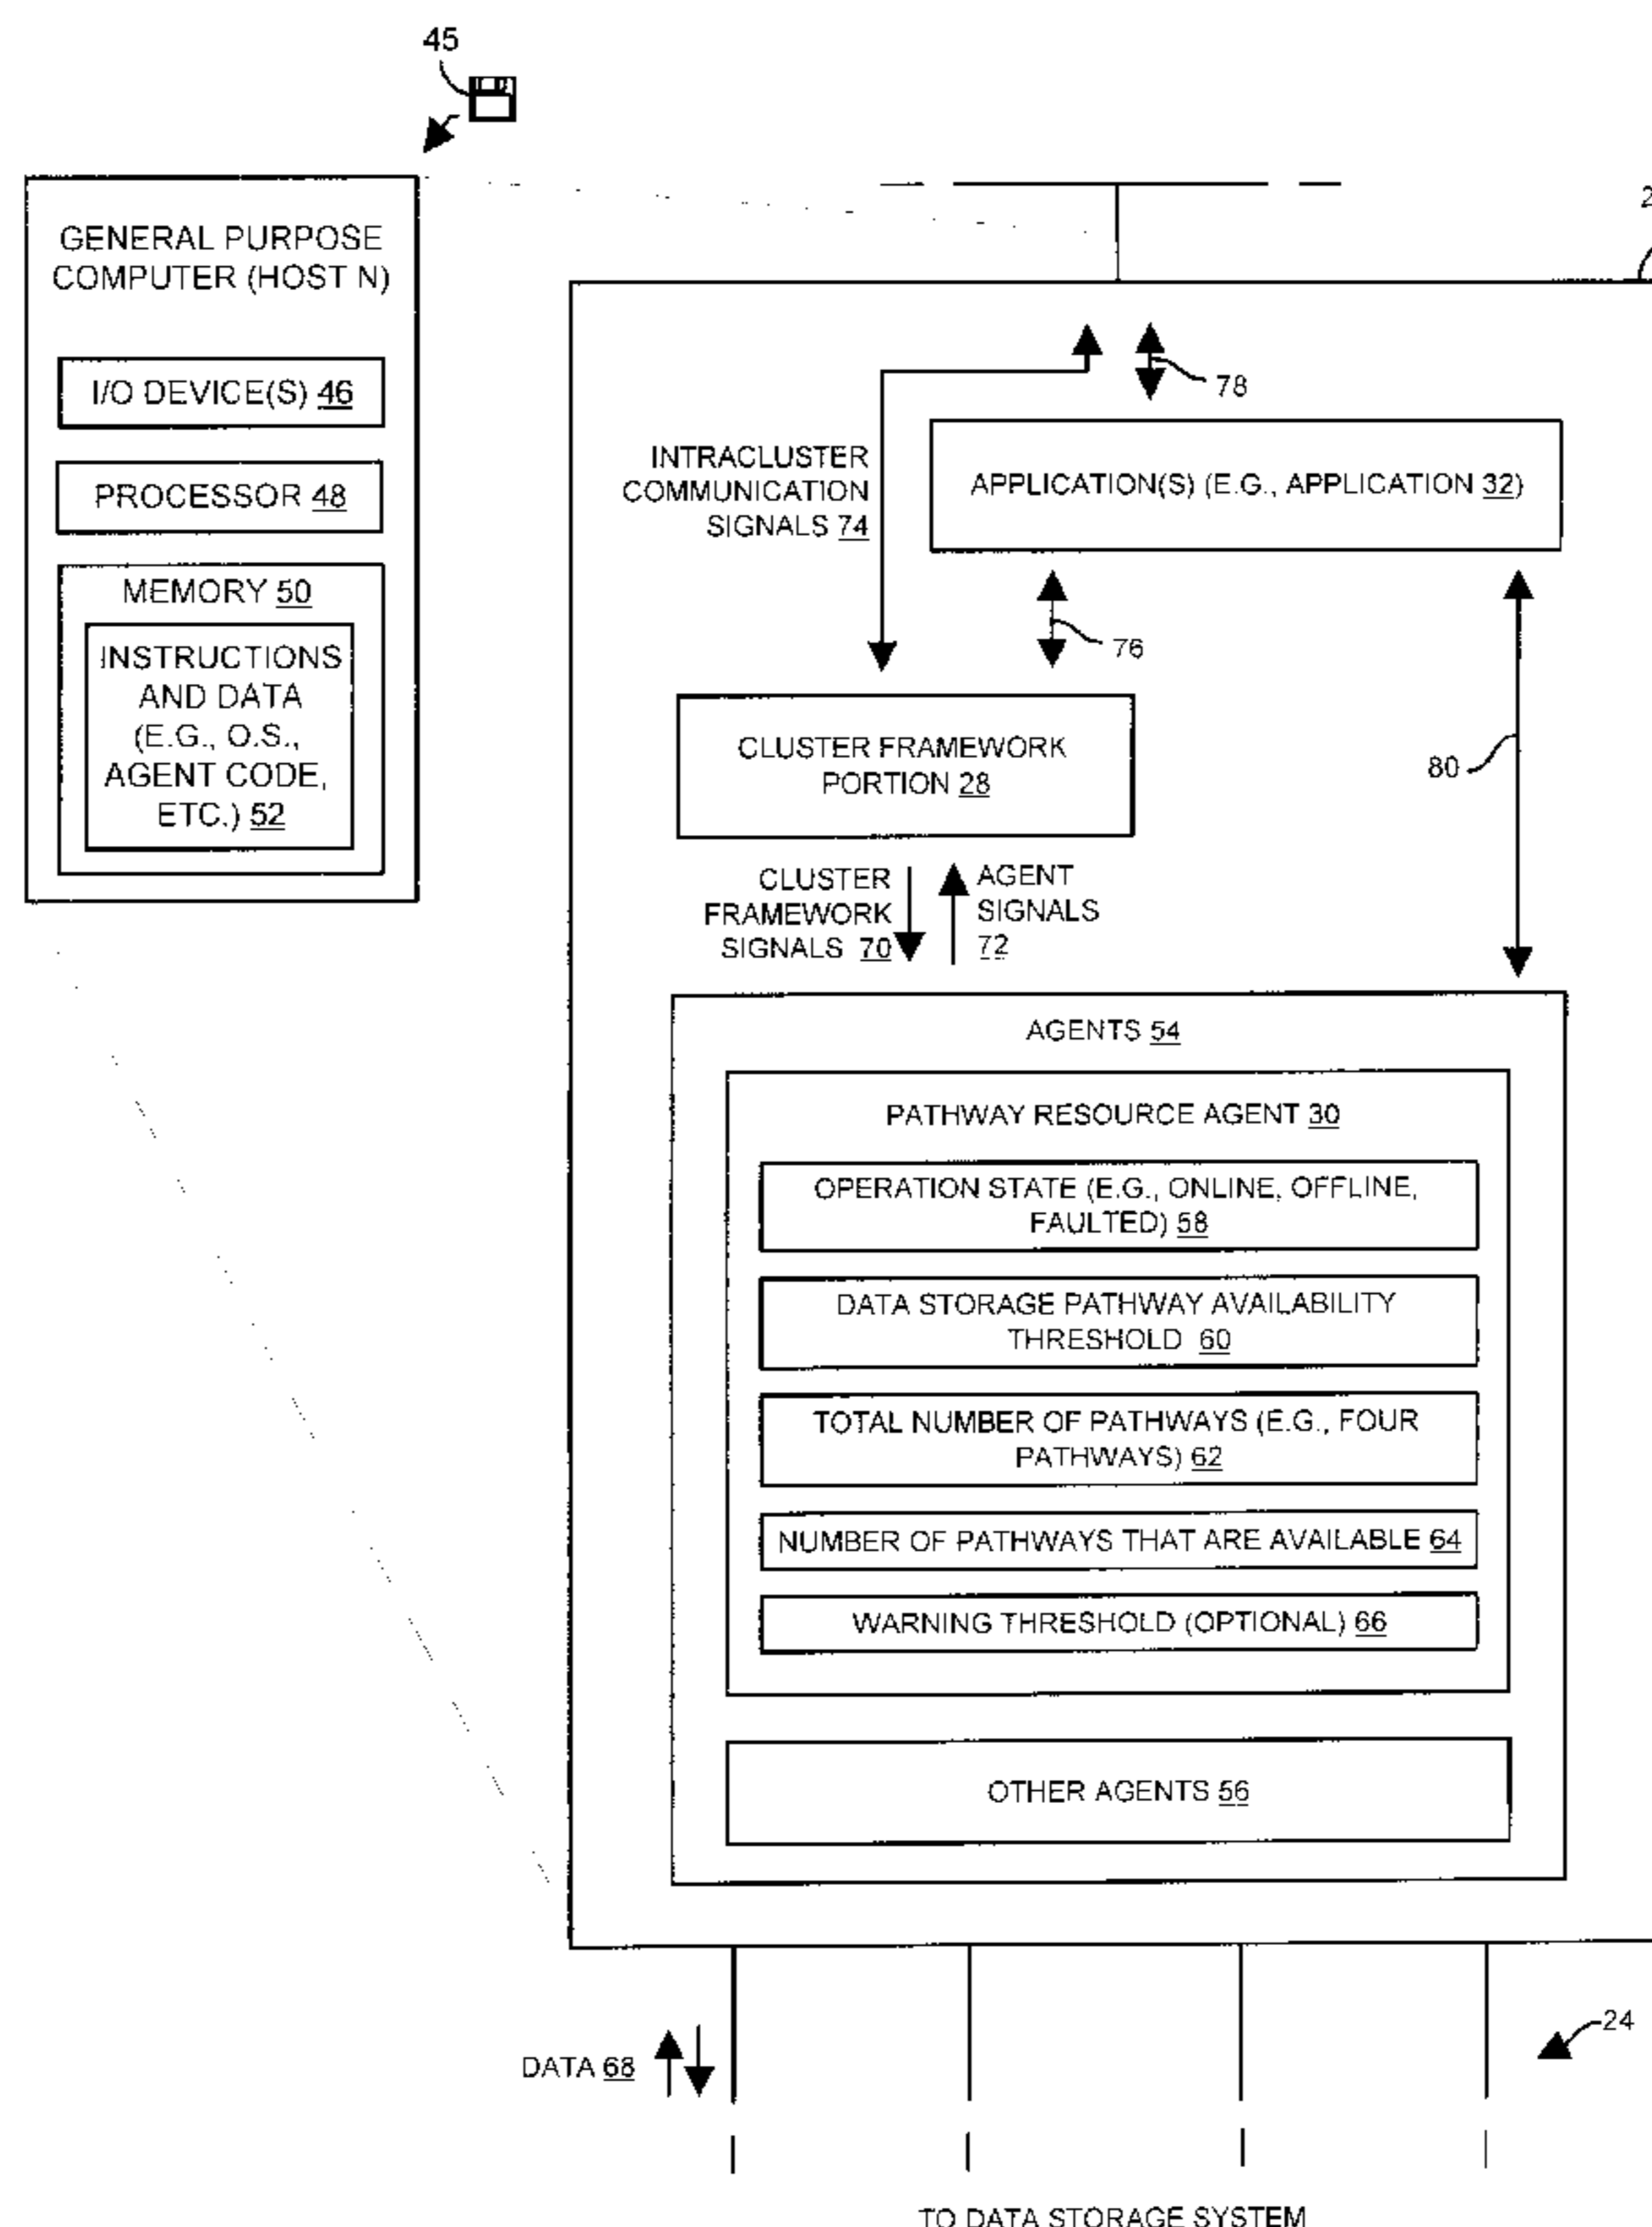 45
GENERAL PURPOSE
COMPUTER (HOST N)
I/O DEVICE(S) 46
PROCESSOR 48
MEMORY 50
INSTRUCTIONS
AND DATA
(E.G., O.S.,
AGENT CODE,
ETC.) 52
78
INTRACLUSTER
COMMUNICATION
SIGNALS 74
APPLICATION(S) (E.G., APPLICATION 32)
76
80
CLUSTER FRAMEWORK
PORTION 28
CLUSTER
FRAMEWORK
SIGNALS 70
AGENT
SIGNALS
72
AGENTS 54
PATHWAY RESOURCE AGENT 30
OPERATION STATE (E.G., ONLINE, OFFLINE,
FAULTED) 58
DATA STORAGE PATHWAY AVAILABILITY
THRESHOLD 60
TOTAL NUMBER OF PATHWAYS (E.G., FOUR
PATHWAYS) 62
NUMBER OF PATHWAYS THAT ARE AVAILABLE 64
WARNING THRESHOLD (OPTIONAL) 66
OTHER AGENTS 56
24
DATA 68
TO DATA STORAGE SYSTEM